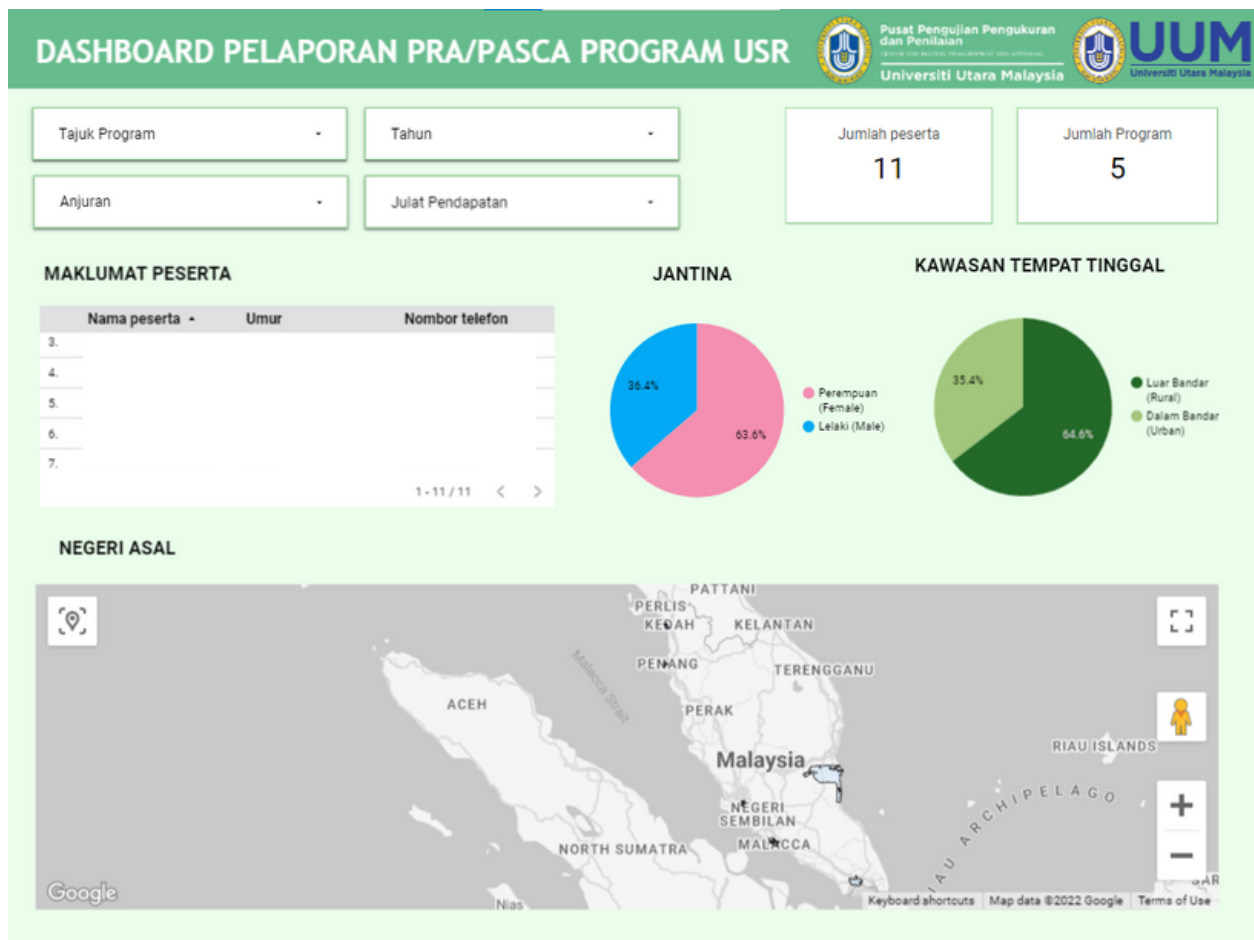 DASHBOARD PELAPORAN PRA/PASCA PROGRAM USR
Pusat Pengujian Pengukuran
dan Penilaian
Universiti Utara Malaysia
UUM
Universiti Utara Malaysia
Tajuk Program
Tahun
Anjuran
Julat Pendapatan
Jumlah peserta
11
Jumlah Program
5
MAKLUMAT PESERTA
Nama peserta
Umur
Nombor telefon
3.
4.
5.
6.
7.
1 - 11 / 11
JANTINA
36.4%
63.6%
Perempuan
(Female)
Lelaki (Male)
KAWASAN TEMPAT TINGGAL
35.4%
64.6%
Luar Bandar
(Rural)
Dalam Bandar
(Urban)
NEGERI ASAL
PATTANI
PERLIS
KEDAH
KELANTAN
Malacca Strait
PENANG
TERENGGANU
ACEH
PERAK
RIAU ISLANDS
Malaysia
NEGERI
SEMBILAN
NORTH SUMATRA
MALACCA
RIAU ARCHIPELAGO
Google
Nias
Keyboard shortcuts
Map data ©2022 Google
Terms of Use